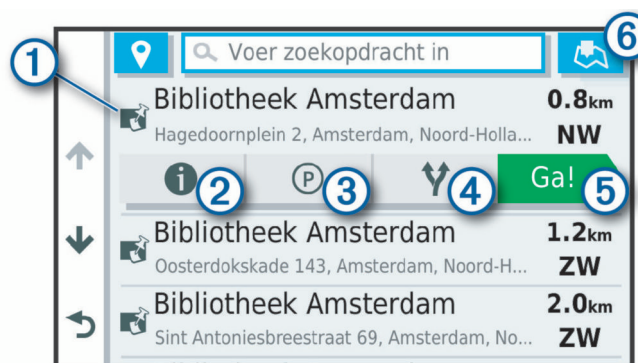 6
1
Voer zoekopdracht in
Bibliotheek Amsterdam 0.8km
Hagedoornplein 2, Amsterdam, Noord-Holla... NW
i 2 P 3 4 Ga! 5
Bibliotheek Amsterdam 1.2km
Oosterdokskade 143, Amsterdam, Noord-H... ZW
Bibliotheek Amsterdam 2.0km
Sint Antoniesbreestraat 69, Amsterdam, No... ZW